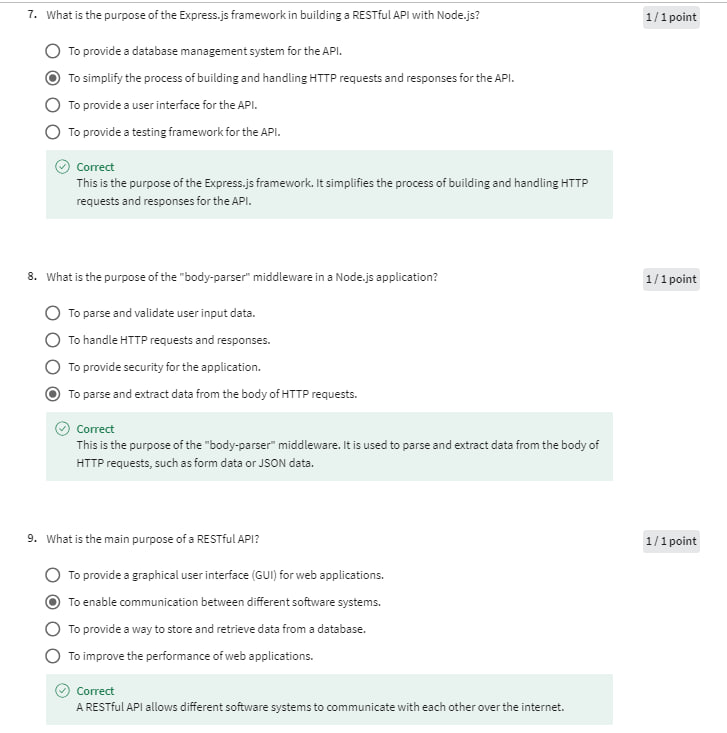 7. What is the purpose of the Express.js framework in building a RESTful API with Node.js?
1 / 1 point
To provide a database management system for the API.
To simplify the process of building and handling HTTP requests and responses for the API.
To provide a user interface for the API.
To provide a testing framework for the API.
Correct
This is the purpose of the Express.js framework. It simplifies the process of building and handling HTTP
requests and responses for the API.
8. What is the purpose of the "body-parser" middleware in a Node.js application?
1 / 1 point
To parse and validate user input data.
To handle HTTP requests and responses.
To provide security for the application.
To parse and extract data from the body of HTTP requests.
Correct
This is the purpose of the "body-parser" middleware. It is used to parse and extract data from the body of
HTTP requests, such as form data or JSON data.
9. What is the main purpose of a RESTful API?
1 / 1 point
To provide a graphical user interface (GUI) for web applications.
To enable communication between different software systems.
To provide a way to store and retrieve data from a database.
To improve the performance of web applications.
Correct
A RESTful API allows different software systems to communicate with each other over the internet.